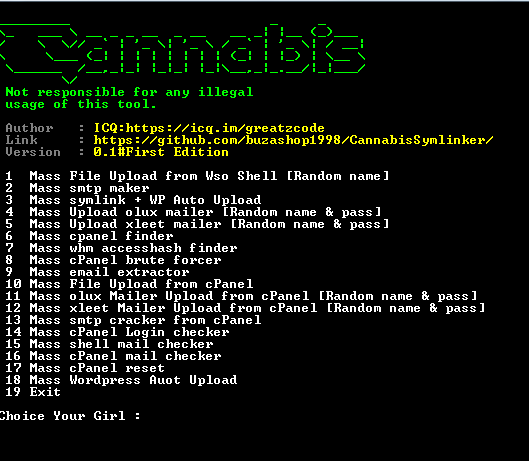 Cannabis
Not responsible for any illegal
usage of this tool.
Author : ICQ:https://icq.im/greatzcode
Link : https://github.com/buzashop1998/CannabisSymlinker/
Version : 0.1#First Edition
1 Mass File Upload from Wso Shell [Random name]
2 Mass smtp maker
3 Mass symlink + WP Auto Upload
4 Mass Upload olux mailer [Random name & pass]
5 Mass Upload xleet mailer [Random name & pass]
6 Mass cpanel finder
7 Mass whm accesshash finder
8 Mass cPanel brute forcer
9 Mass email extractor
10 Mass File Upload from cPanel
11 Mass olux Mailer Upload from cPanel [Random name & pass]
12 Mass xleet Mailer Upload from cPanel [Random name & pass]
13 Mass smtp cracker from cPanel
14 Mass cPanel Login checker
15 Mass shell mail checker
16 Mass cPanel mail checker
17 Mass cPanel reset
18 Mass Wordpress Auot Upload
19 Exit
Choice Your Girl :